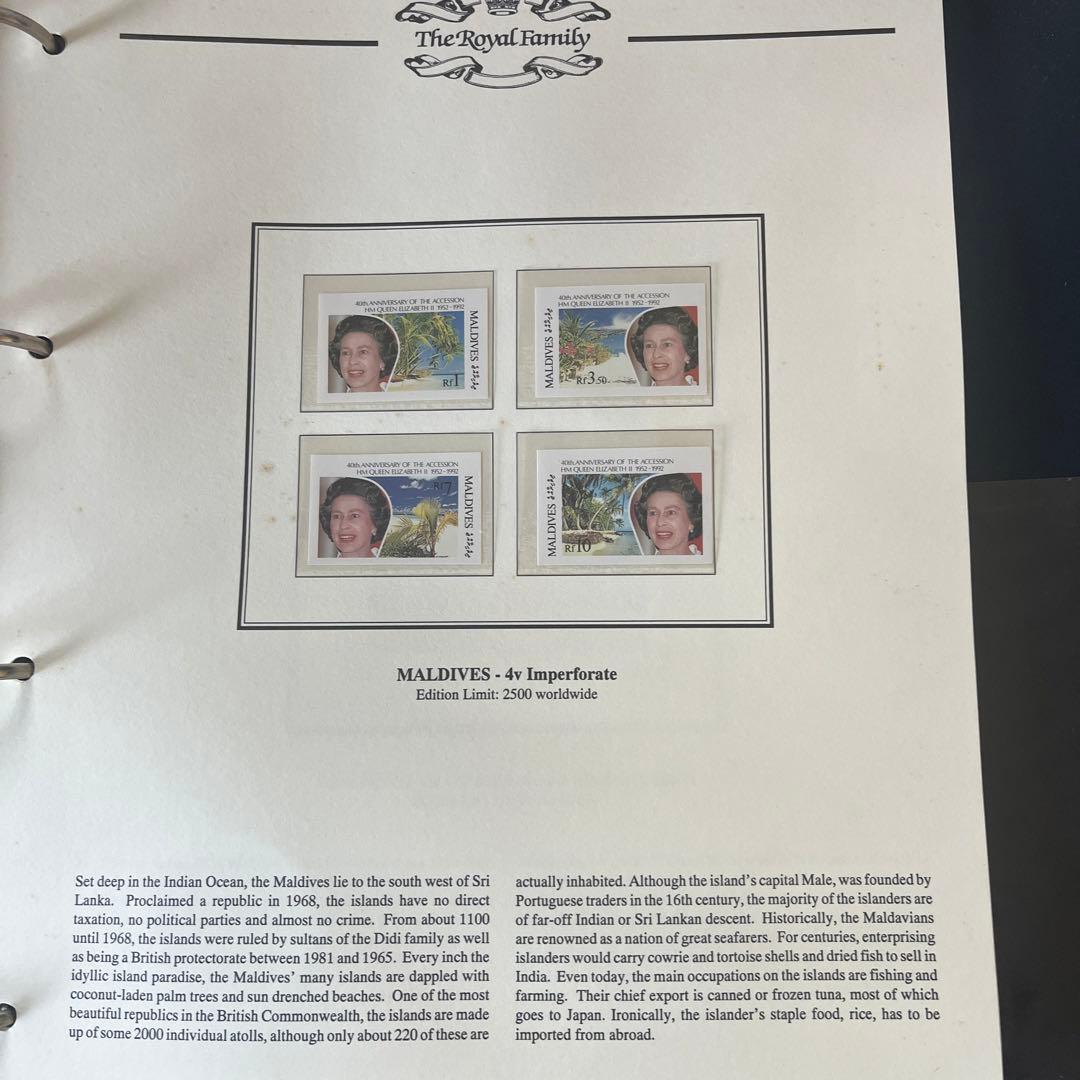 The Royal Family
40th ANNIVERSARY OF THE ACCESSION
HM QUEEN ELIZABETH II 1952-1992
MALDIVES
Rf1
40th ANNIVERSARY OF THE ACCESSION
HM QUEEN ELIZABETH II 1952-1992
MALDIVES
Rf3.50
40th ANNIVERSARY OF THE ACCESSION
HM QUEEN ELIZABETH II 1952-1992
Rf7
MALDIVES
40th ANNIVERSARY OF THE ACCESSION
HM QUEEN ELIZABETH II 1952-1992
MALDIVES
Rf10
MALDIVES - 4v Imperforate
Edition Limit: 2500 worldwide
Set deep in the Indian Ocean, the Maldives lie to the south west of Sri
Lanka. Proclaimed a republic in 1968, the islands have no direct
taxation, no political parties and almost no crime. From about 1100
until 1968, the islands were ruled by sultans of the Didi family as well
as being a British protectorate between 1981 and 1965. Every inch the
idyllic island paradise, the Maldives' many islands are dappled with
coconut-laden palm trees and sun drenched beaches. One of the most
beautiful republics in the British Commonwealth, the islands are made
up of some 2000 individual atolls, although only about 220 of these are
actually inhabited. Although the island's capital Male, was founded by
Portuguese traders in the 16th century, the majority of the islanders are
of far-off Indian or Sri Lankan descent. Historically, the Maldavians
are renowned as a nation of great seafarers. For centuries, enterprising
islanders would carry cowrie and tortoise shells and dried fish to sell in
India. Even today, the main occupations on the islands are fishing and
farming. Their chief export is canned or frozen tuna, most of which
goes to Japan. Ironically, the islander's staple food, rice, has to be
imported from abroad.